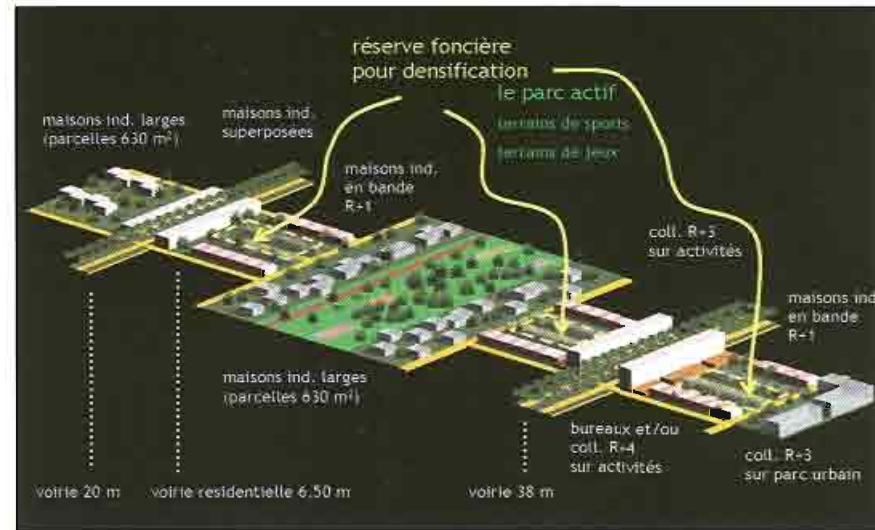 réserve foncière
pour densification
le parc actif
terrains de sports
terrains de jeux
maisons ind. larges
(parcelles 630 m²)
maisons ind.
superposées
maisons ind.
en bande
R+1
coll. R+3
sur activités
maisons ind.
en bande
R+1
maisons ind. larges
(parcelles 630 m²)
bureaux et/ou
coll. R+4
sur activités
coll. R+3
sur parc urbain
voirie 20 m
voirie residentielle 6.50 m
voirie 38 m